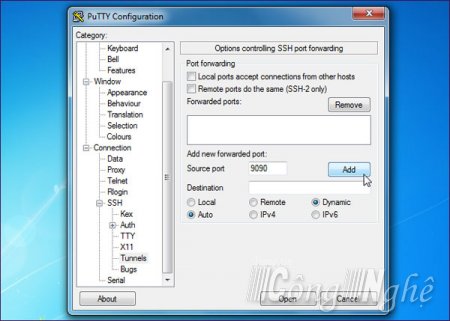 PuTTY Configuration
Category:
Keyboard
Bell
Features
Window
Appearance
Behaviour
Translation
Selection
Colours
Connection
Data
Proxy
Telnet
Rlogin
SSH
Kex
Auth
TTY
X11
Tunnels
Bugs
Serial
Options controlling SSH port forwarding
Port forwarding
Local ports accept connections from other hosts
Remote ports do the same (SSH-2 only)
Forwarded ports:
Remove
Add new forwarded port:
Source port 9090 Add
Destination
Local Remote Dynamic
Auto IPv4 IPv6
About Open Cancel
Công Nghệ